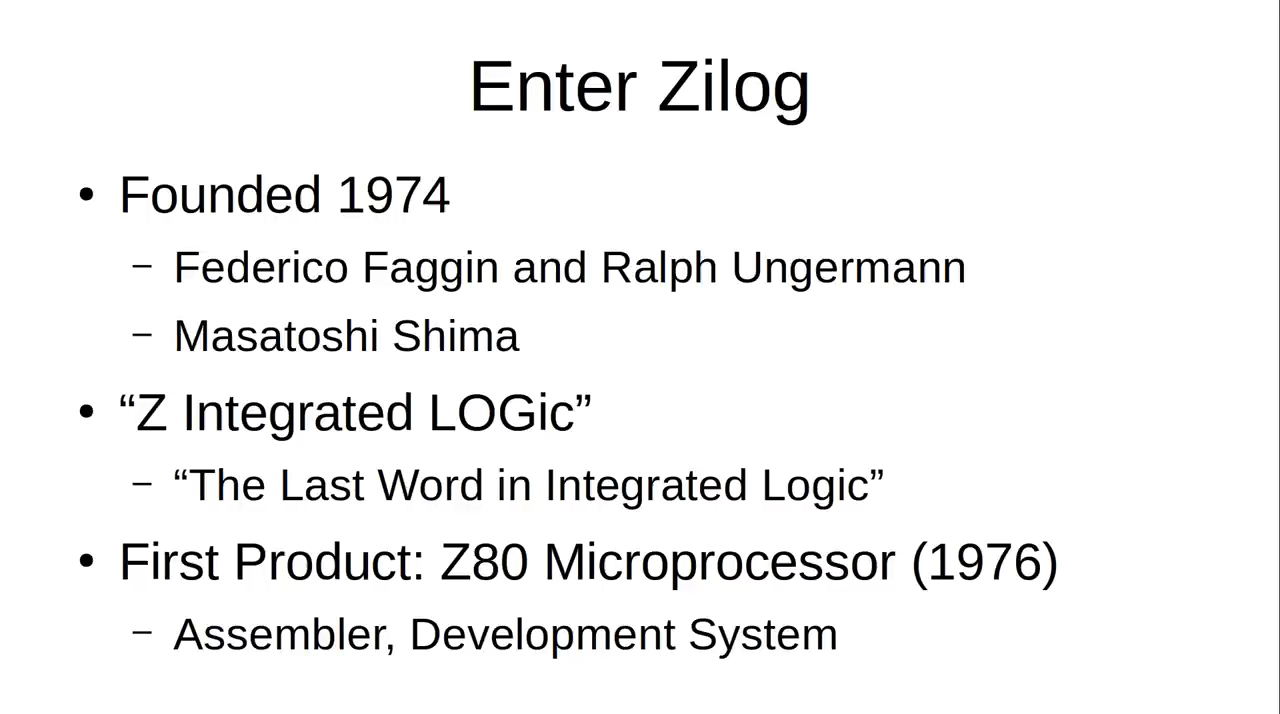 Enter Zilog
• Founded 1974
– Federico Faggin and Ralph Ungermann
– Masatoshi Shima
• “Z Integrated LOGic”
– “The Last Word in Integrated Logic”
• First Product: Z80 Microprocessor (1976)
– Assembler, Development System